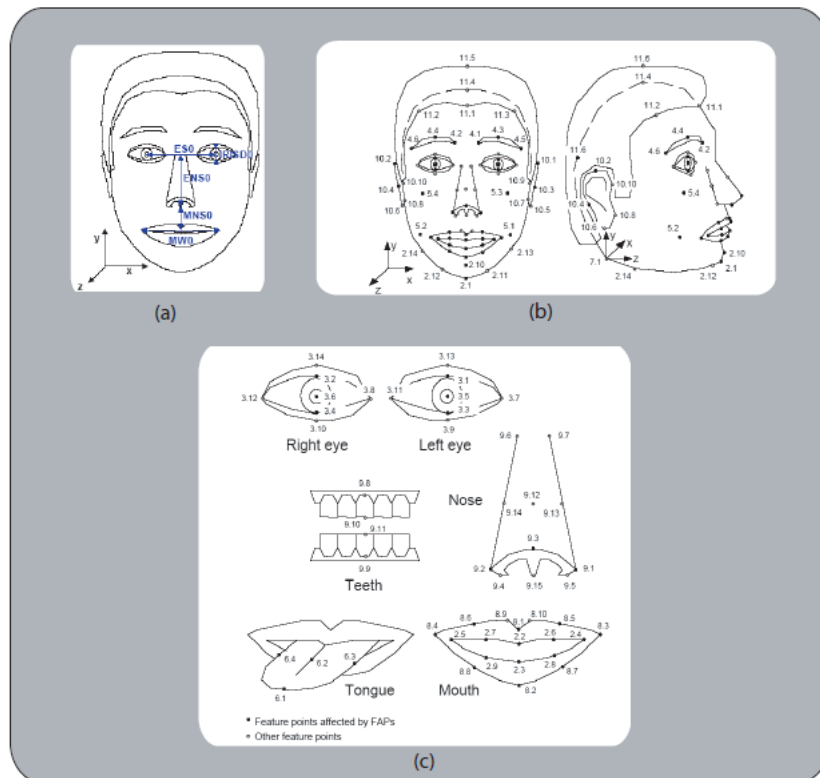 ES0
IRISD0
ENS0
MNS0
MW0
y
x
z
(a)
11.5
11.4
11.2 11.1 11.3
4.4 4.2 4.1 4.3
4.6 4.5
10.2 10.1
10.10 10.9
10.4 5.4 5.3 10.3
10.8 10.7
10.6 10.5
5.2 5.1
2.14 2.13
2.10
2.12 2.11
2.1
y
x
z
11.6
11.4
11.2 11.1
4.4
4.2
11.6 4.6
10.2
10.10
5.4
10.4
10.8
10.6
5.2
y
x
z
7.1
2.10
2.14 2.12 2.1
(b)
3.14 3.13
3.2 3.1
3.12 3.6 3.8 3.11 3.5 3.7
3.4 3.3
3.10 3.9
Right eye Left eye
9.6 9.7
9.8
Nose 9.12
9.14 9.13
9.10 9.11
9.3
9.9
9.2 9.1
Teeth
9.4 9.15 9.5
8.6 8.9 8.10 8.5
8.4 8.1 8.3
2.5 2.7 2.2 2.6 2.4
6.4 6.2 6.3
2.9 2.3 2.8
8.8 8.7
6.1 8.2
Tongue Mouth
Feature points affected by FAPs
Other feature points
(c)